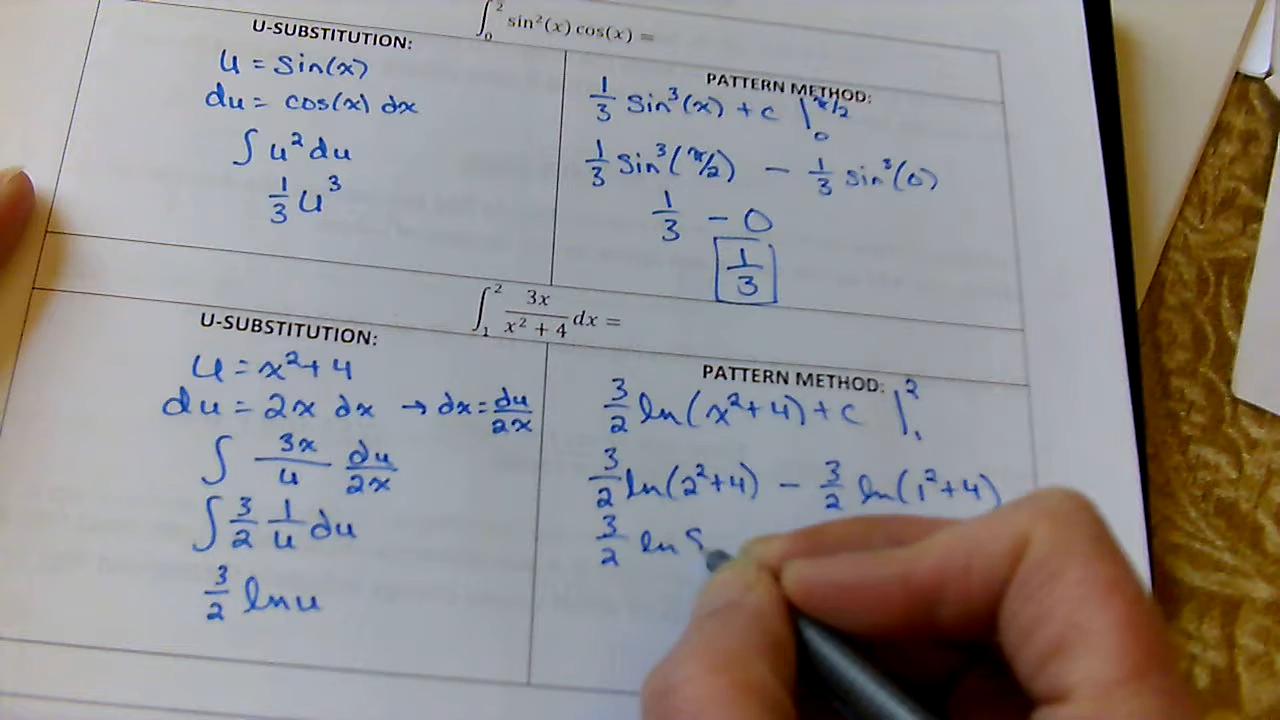 ∫₀² sin²(x) cos(x) =
U-SUBSTITUTION:
u = sin(x)
du = cos(x) dx
∫ u² du
1/3 u³
PATTERN METHOD:
1/3 sin³(x) + c |₀^π/2
1/3 sin³(π/2) - 1/3 sin³(0)
1/3 - 0
1/3
∫₁² 3x/(x² + 4) dx =
U-SUBSTITUTION:
u = x² + 4
du = 2x dx → dx = du/2x
∫ 3x/u du/2x
∫ 3/2 1/u du
3/2 ln u
PATTERN METHOD:
3/2 ln(x² + 4) + c |₁²
3/2 ln(2² + 4) - 3/2 ln(1² + 4)
3/2 ln